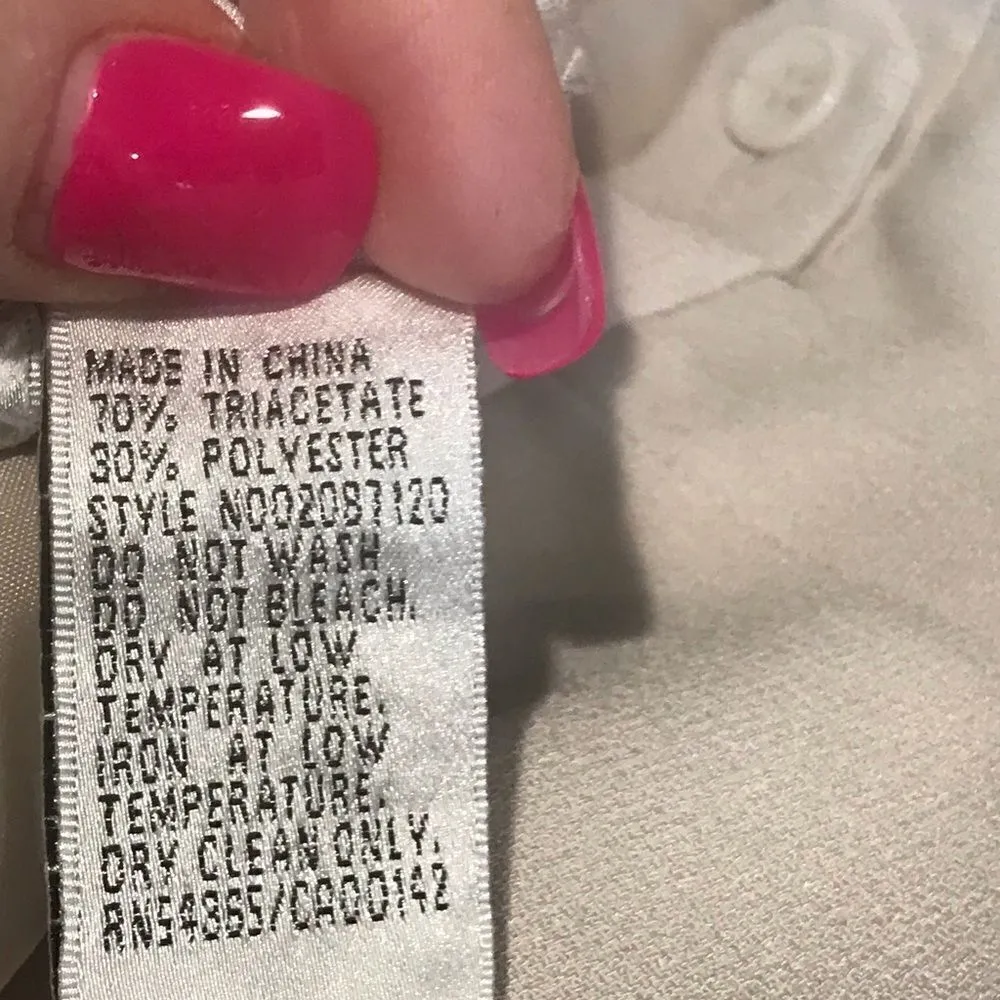 MADE IN CHINA
70% TRIACETATE
30% POLYESTER
STYLE N002087120
DO NOT WASH
DO NOT BLEACH.
DRY AT LOW
TEMPERATURE.
IRON AT LOW
TEMPERATURE.
DRY CLEAN ONLY.
RN54365/CA00142